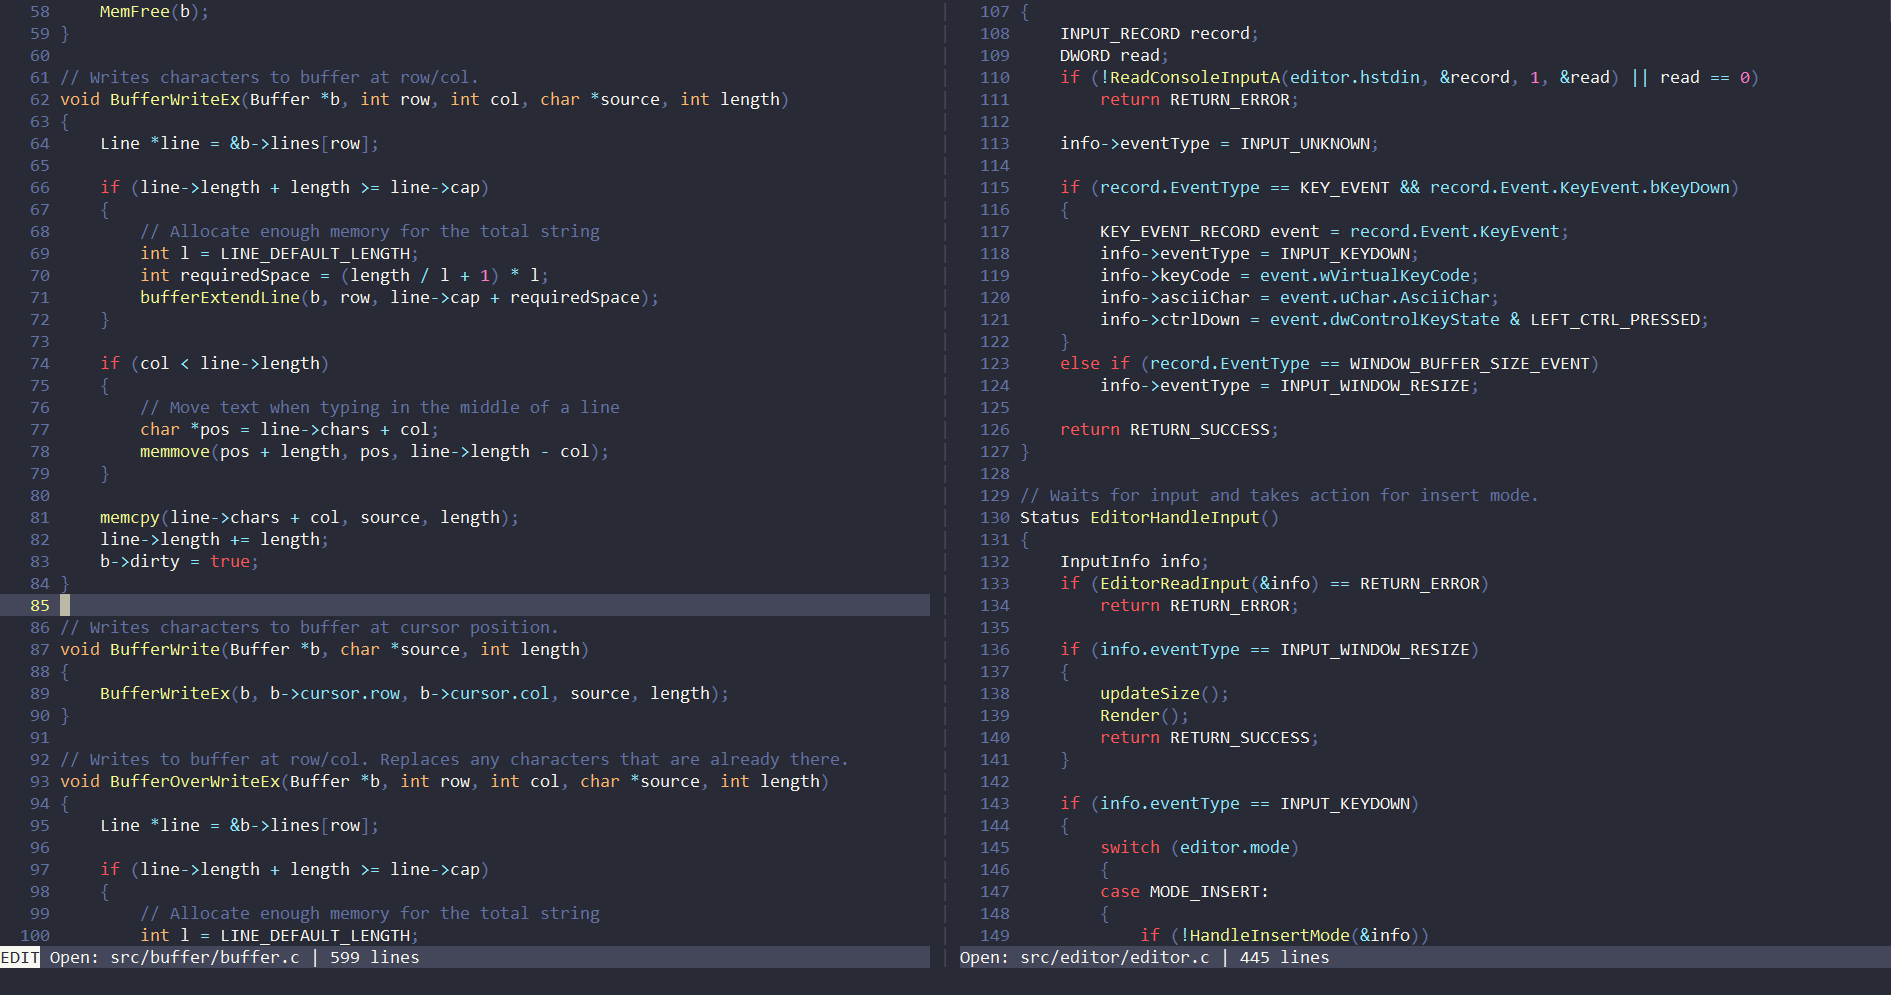 58     MemFree(b);
59 }
60
61 // Writes characters to buffer at row/col.
62 void BufferWriteEx(Buffer *b, int row, int col, char *source, int length)
63 {
64     Line *line = &b->lines[row];
65
66     if (line->length + length >= line->cap)
67     {
68         // Allocate enough memory for the total string
69         int l = LINE_DEFAULT_LENGTH;
70         int requiredSpace = (length / l + 1) * l;
71         bufferExtendLine(b, row, line->cap + requiredSpace);
72     }
73
74     if (col < line->length)
75     {
76         // Move text when typing in the middle of a line
77         char *pos = line->chars + col;
78         memmove(pos + length, pos, line->length - col);
79     }
80
81     memcpy(line->chars + col, source, length);
82     line->length += length;
83     b->dirty = true;
84 }
85
86 // Writes characters to buffer at cursor position.
87 void BufferWrite(Buffer *b, char *source, int length)
88 {
89     BufferWriteEx(b, b->cursor.row, b->cursor.col, source, length);
90 }
91
92 // Writes to buffer at row/col. Replaces any characters that are already there.
93 void BufferOverWriteEx(Buffer *b, int row, int col, char *source, int length)
94 {
95     Line *line = &b->lines[row];
96
97     if (line->length + length >= line->cap)
98     {
99         // Allocate enough memory for the total string
100         int l = LINE_DEFAULT_LENGTH;
EDIT Open: src/buffer/buffer.c | 599 lines
107 {
108     INPUT_RECORD record;
109     DWORD read;
110     if (!ReadConsoleInputA(editor.hstdin, &record, 1, &read) || read == 0)
111         return RETURN_ERROR;
112
113     info->eventType = INPUT_UNKNOWN;
114
115     if (record.EventType == KEY_EVENT && record.Event.KeyEvent.bKeyDown)
116     {
117         KEY_EVENT_RECORD event = record.Event.KeyEvent;
118         info->eventType = INPUT_KEYDOWN;
119         info->keyCode = event.wVirtualKeyCode;
120         info->asciiChar = event.uChar.AsciiChar;
121         info->ctrlDown = event.dwControlKeyState & LEFT_CTRL_PRESSED;
122     }
123     else if (record.EventType == WINDOW_BUFFER_SIZE_EVENT)
124         info->eventType = INPUT_WINDOW_RESIZE;
125
126     return RETURN_SUCCESS;
127 }
128
129 // Waits for input and takes action for insert mode.
130 Status EditorHandleInput()
131 {
132     InputInfo info;
133     if (EditorReadInput(&info) == RETURN_ERROR)
134         return RETURN_ERROR;
135
136     if (info.eventType == INPUT_WINDOW_RESIZE)
137     {
138         updateSize();
139         Render();
140         return RETURN_SUCCESS;
141     }
142
143     if (info.eventType == INPUT_KEYDOWN)
144     {
145         switch (editor.mode)
146         {
147         case MODE_INSERT:
148         {
149             if (!HandleInsertMode(&info))
Open: src/editor/editor.c | 445 lines